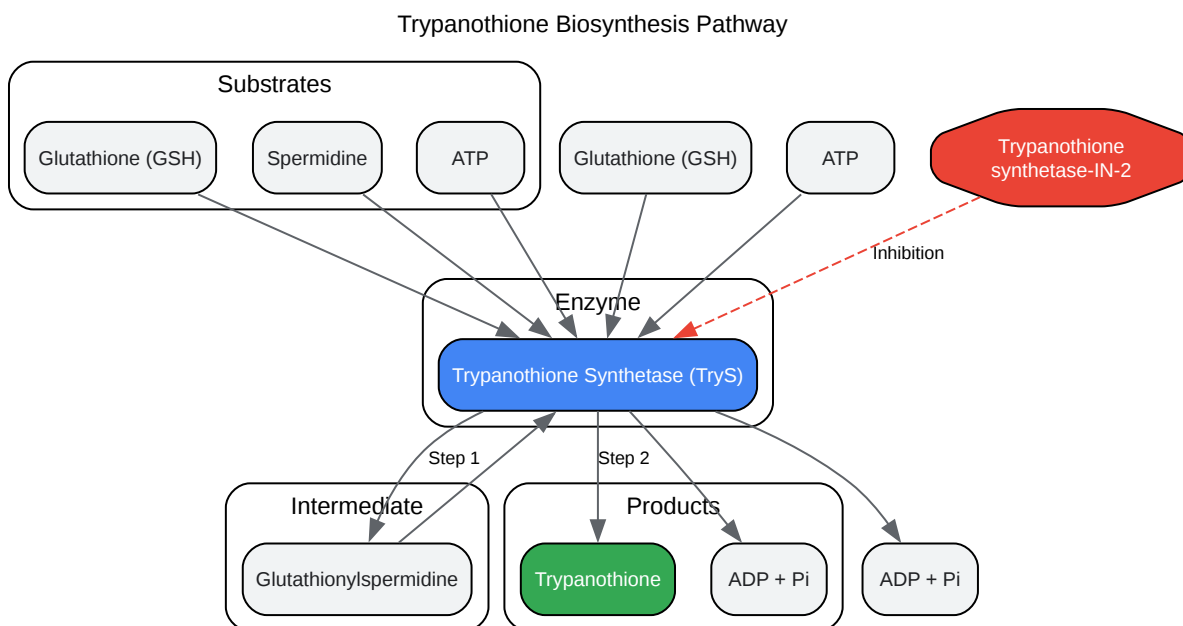 Trypanothione Biosynthesis Pathway
Substrates
Glutathione (GSH)
Spermidine
ATP
Glutathione (GSH)
ATP
Trypanothione
synthetase-IN-2
Inhibition
Enzyme
Trypanothione Synthetase (TryS)
Step 1
Step 2
Intermediate
Products
Glutathionylspermidine
Trypanothione
ADP + Pi
ADP + Pi